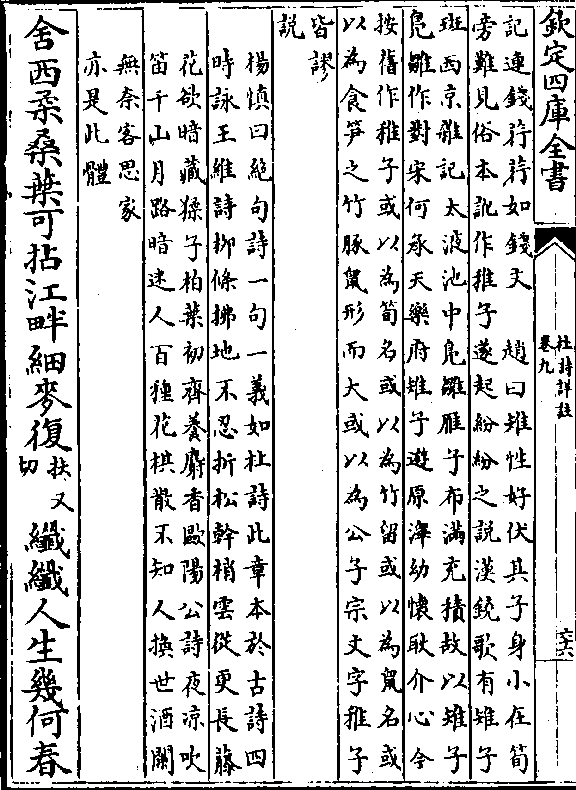 欽定四庫全書
杜詩詳註
卷九
六
記連錢荇荇如錢文　趙曰雉性好伏其子身小在筍
旁難見俗本訛作稚子遂起紛紛之說漢鐃歌有雉子
斑西京雜記太液池中鳧雛雁子布滿充積故以雉子
鳧雛作對宋何承天樂府雉子遊原澤幼懷耿介心今
按舊作稚子或以為筍名或以為竹留或以為鼠名或
以為食笋之竹豚鼠形而大或以為公子宗文字稚子
皆謬
説
楊慎曰絶句詩一句一義如杜詩此章本於古詩四
時詠王維詩栁條拂地不忍折松幹梢雲從更長藤
花欲暗藏猱子柏葉初齊養麝香歐陽公詩夜凉吹
笛千山月路暗迷人百種花棋散不知人換世酒闌
無奈客思家
亦是此體
舍西柔桑葉可拈江畔細麥復扶又切纖纖人生幾何春